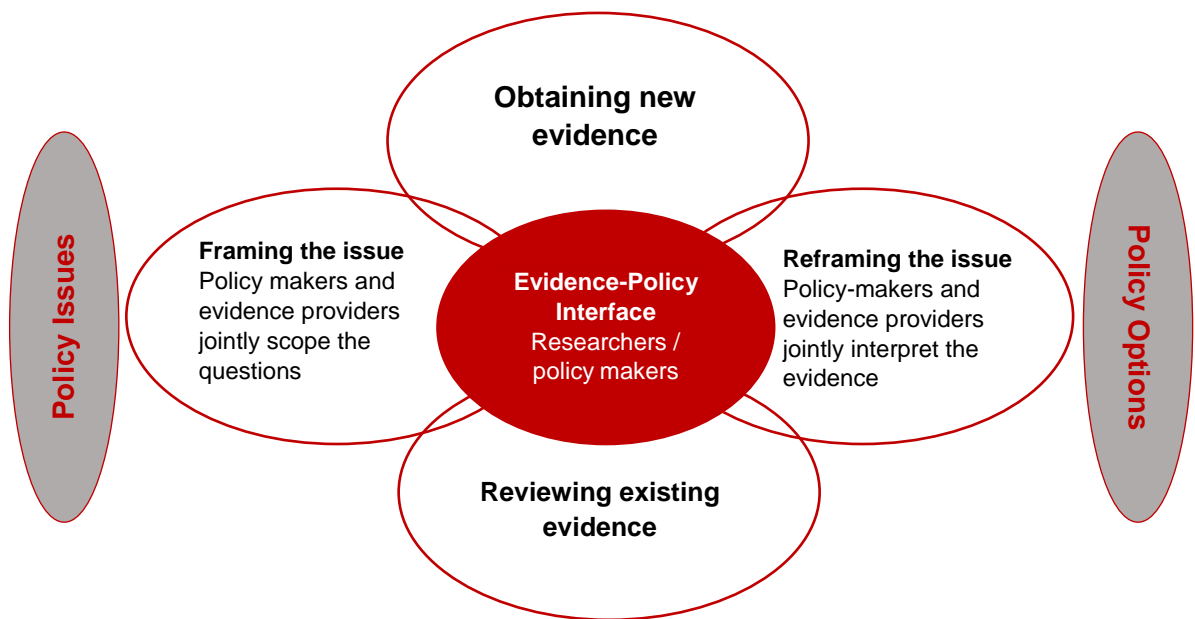 Obtaining new
evidence
Policy Issues
Framing the issue
Policy makers and
evidence providers
jointly scope the
questions
Evidence-Policy
Interface
Researchers /
policy makers
Reframing the issue
Policy-makers and
evidence providers
jointly interpret the
evidence
Policy Options
Reviewing existing
evidence